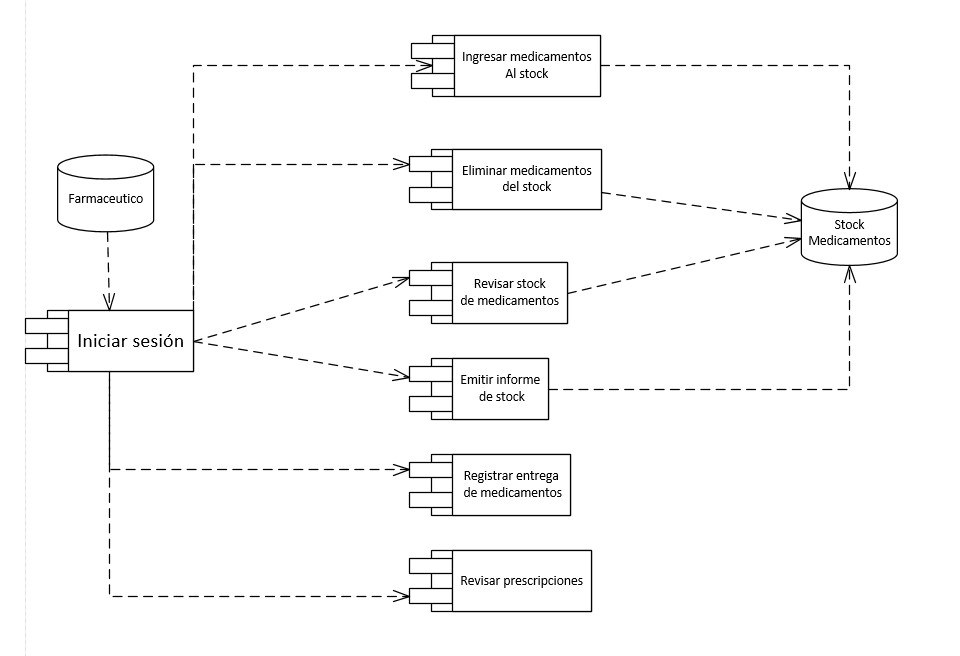 Ingresar medicamentos
Al stock
Eliminar medicamentos
del stock
Farmaceutico
Stock
Medicamentos
Revisar stock
de medicamentos
Iniciar sesión
Emitir informe
de stock
Registrar entrega
de medicamentos
Revisar prescripciones